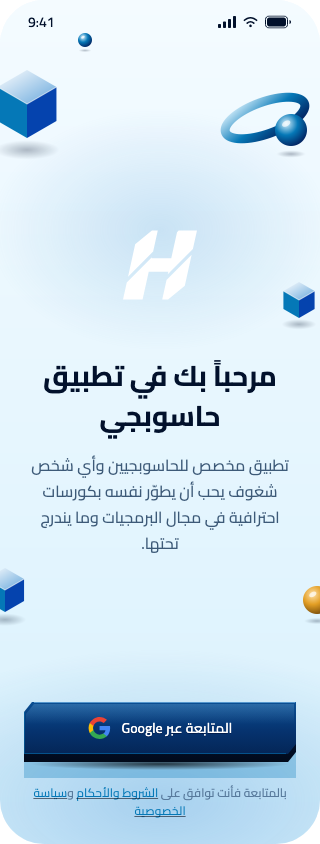 9:41
مرحباً بك في تطبيق
حاسوبجي
تطبيق مخصص للحاسوبجيين وأي شخص
شغوف يحب أن يطوّر نفسه بكورسات
احترافية في مجال البرمجيات وما يندرج
تحتها.
المتابعة عبر Google
بالمتابعة فأنت توافق على الشروط والأحكام وسياسة
الخصوصية